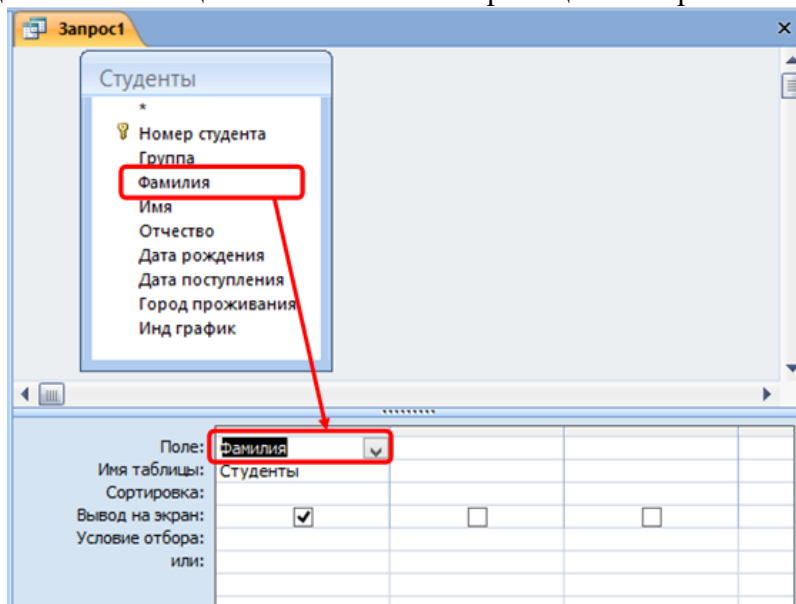 Запрос1
Студенты
*
Номер студента
Группа
Фамилия
Имя
Отчество
Дата рождения
Дата поступления
Город проживания
Инд график
Поле: Фамилия
Имя таблицы: Студенты
Сортировка:
Вывод на экран:
Условие отбора:
или: